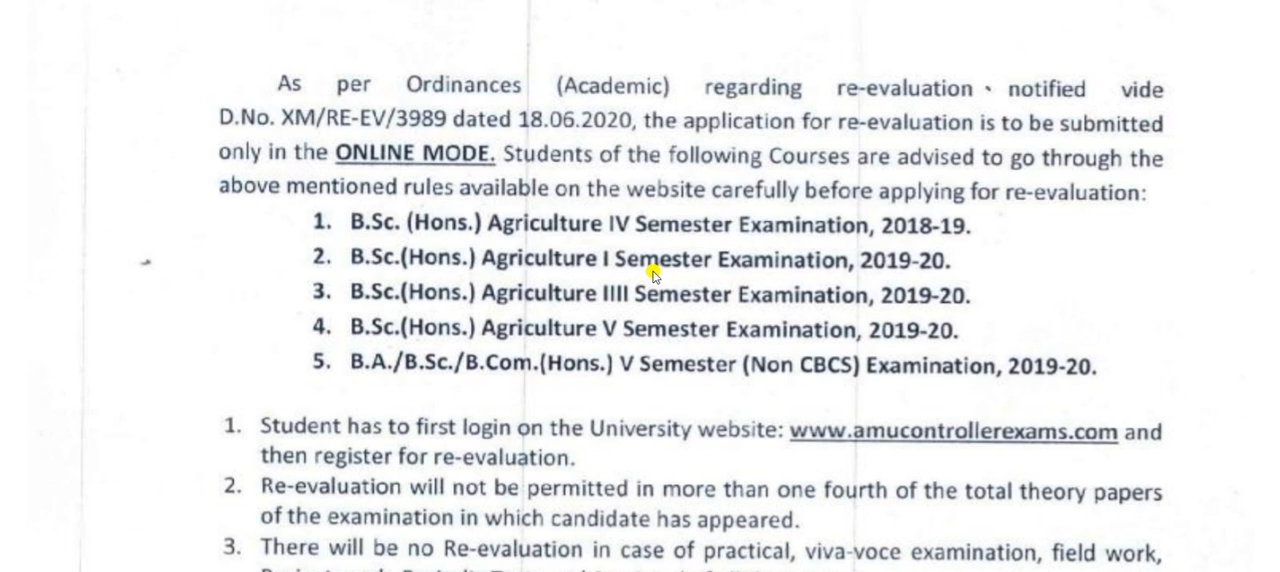 As per Ordinances (Academic) regarding re-evaluation notified vide
D.No. XM/RE-EV/3989 dated 18.06.2020, the application for re-evaluation is to be submitted
only in the ONLINE MODE. Students of the following Courses are advised to go through the
above mentioned rules available on the website carefully before applying for re-evaluation:
1. B.Sc. (Hons.) Agriculture IV Semester Examination, 2018-19.
2. B.Sc.(Hons.) Agriculture I Semester Examination, 2019-20.
3. B.Sc.(Hons.) Agriculture IIII Semester Examination, 2019-20.
4. B.Sc.(Hons.) Agriculture V Semester Examination, 2019-20.
5. B.A./B.Sc./B.Com.(Hons.) V Semester (Non CBCS) Examination, 2019-20.
1. Student has to first login on the University website: www.amucontrollerexams.com and
then register for re-evaluation.
2. Re-evaluation will not be permitted in more than one fourth of the total theory papers
of the examination in which candidate has appeared.
3. There will be no Re-evaluation in case of practical, viva-voce examination, field work,